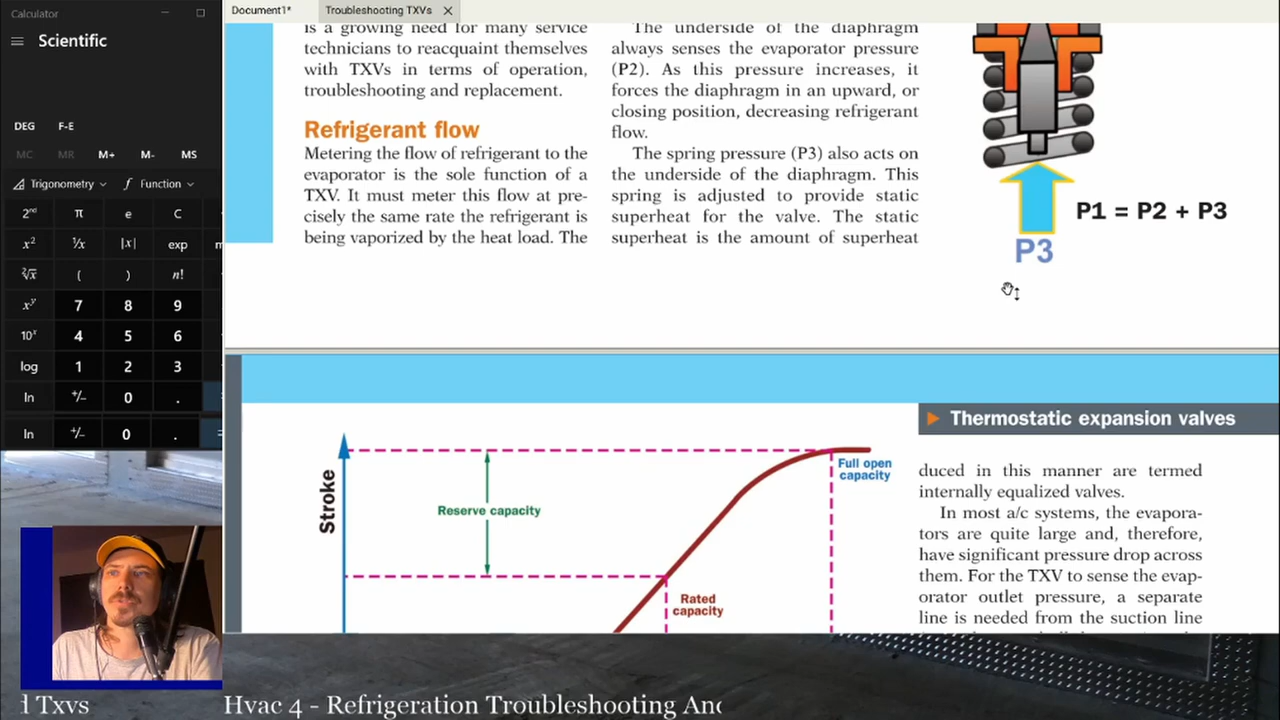 Calculator
Scientific
DEG F-E
MC MR M+ M- MS
Trigonometry Function
2ⁿᵈ π e C
x² ¹/x |x| exp
²√x ( ) n!
xʸ 7 8 9
10ˣ 4 5 6
log 1 2 3
ln +/− 0 .
ln +/− 0 .
Document1* Troubleshooting TXVs
is a growing need for many service
technicians to reacquaint themselves
with TXVs in terms of operation,
troubleshooting and replacement.
Refrigerant flow
Metering the flow of refrigerant to the
evaporator is the sole function of a
TXV. It must meter this flow at pre-
cisely the same rate the refrigerant is
being vaporized by the heat load. The
The underside of the diaphragm
always senses the evaporator pressure
(P2). As this pressure increases, it
forces the diaphragm in an upward, or
closing position, decreasing refrigerant
flow.
The spring pressure (P3) also acts on
the underside of the diaphragm. This
spring is adjusted to provide static
superheat for the valve. The static
superheat is the amount of superheat
P1 = P2 + P3
P3
Stroke
Reserve capacity
Full open
capacity
Rated
capacity
Thermostatic expansion valves
duced in this manner are termed
internally equalized valves.
In most a/c systems, the evapora-
tors are quite large and, therefore,
have significant pressure drop across
them. For the TXV to sense the evap-
orator outlet pressure, a separate
line is needed from the suction line
d Txvs
Hvac 4 - Refrigeration Troubleshooting And